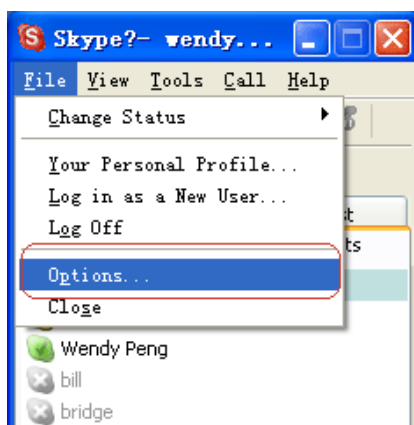 Skype?- wendy...
File View Tools Call Help
Change Status
Your Personal Profile...
Log in as a New User...
Log Off
Options...
Close
Wendy Peng
bill
bridge